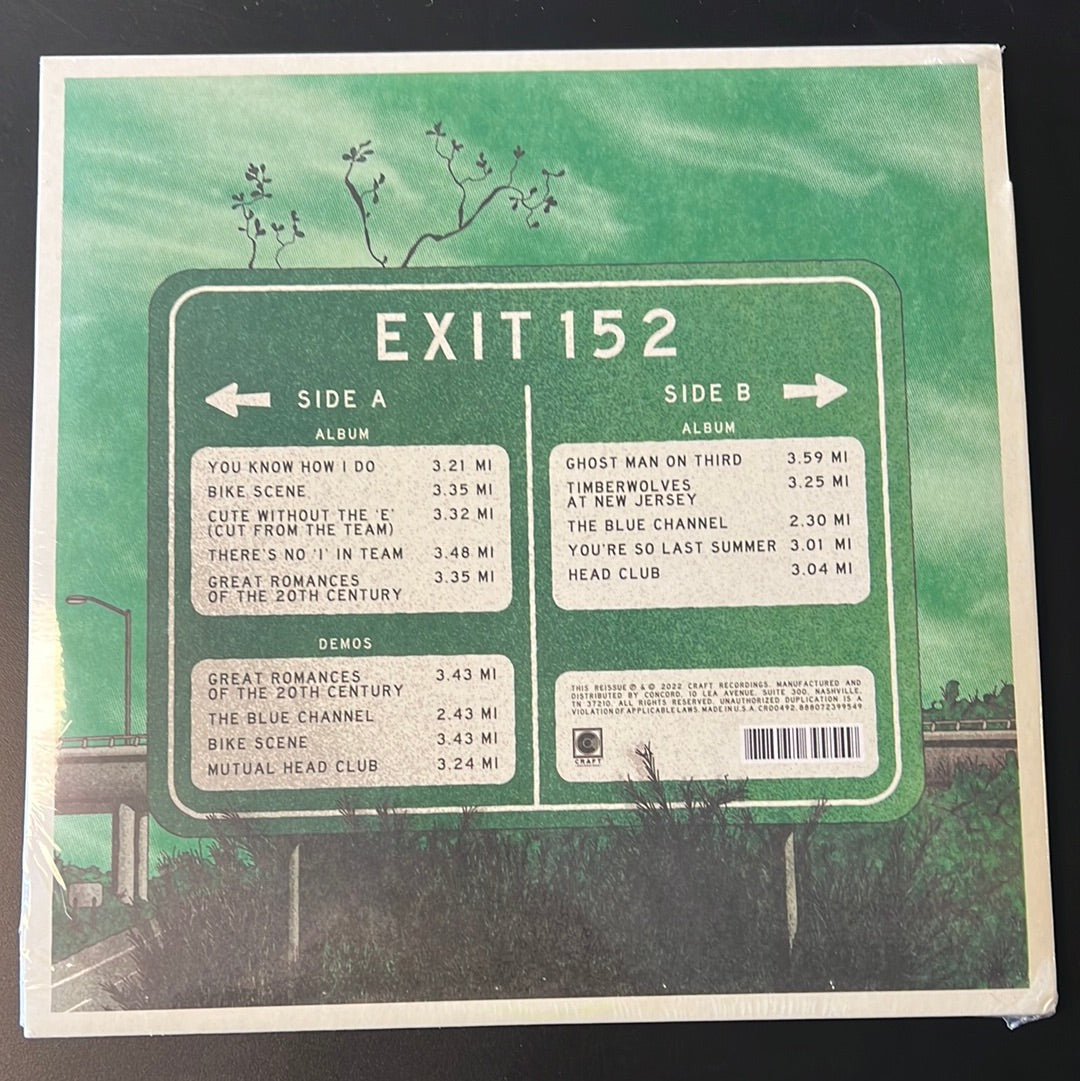 EXIT 152
SIDE A
ALBUM
YOU KNOW HOW I DO 3.21 MI
BIKE SCENE 3.35 MI
CUTE WITHOUT THE 'E' 3.32 MI
(CUT FROM THE TEAM)
THERE'S NO 'I' IN TEAM 3.48 MI
GREAT ROMANCES 3.35 MI
OF THE 20TH CENTURY
DEMOS
GREAT ROMANCES 3.43 MI
OF THE 20TH CENTURY
THE BLUE CHANNEL 2.43 MI
BIKE SCENE 3.43 MI
MUTUAL HEAD CLUB 3.24 MI
SIDE B
ALBUM
GHOST MAN ON THIRD 3.59 MI
TIMBERWOLVES 3.25 MI
AT NEW JERSEY
THE BLUE CHANNEL 2.30 MI
YOU'RE SO LAST SUMMER 3.01 MI
HEAD CLUB 3.04 MI
THIS REISSUE ℗ & © 2022 CRAFT RECORDINGS. MANUFACTURED AND
DISTRIBUTED BY CONCORD, 10 LEA AVENUE, SUITE 300, NASHVILLE,
TN 37210. ALL RIGHTS RESERVED. UNAUTHORIZED DUPLICATION IS A
VIOLATION OF APPLICABLE LAWS. MADE IN U.S.A. CR00492. 888072399549
CRAFT